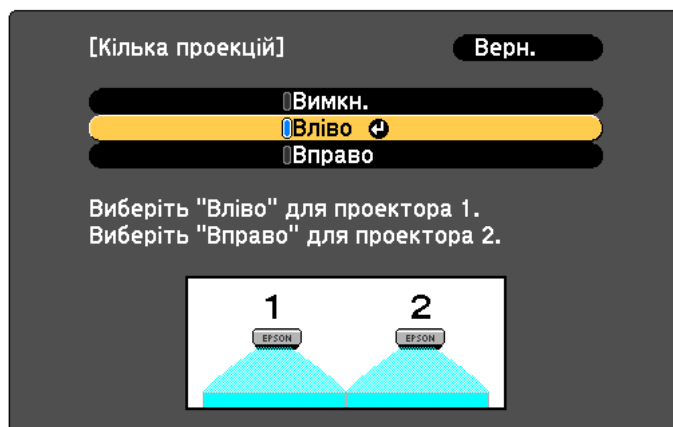 [Кілька проекцій] Верн.
Вимкн.
Вліво
Вправо
Виберіть "Вліво" для проектора 1.
Виберіть "Вправо" для проектора 2.
1 2
EPSON EPSON